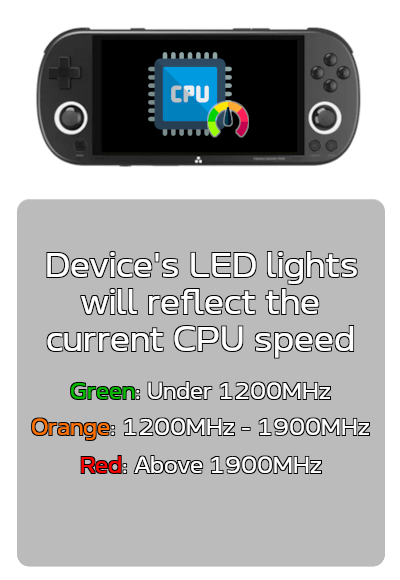 CPU
Device's LED lights
will reflect the
current CPU speed
Green: Under 1200MHz
Orange: 1200MHz - 1900MHz
Red: Above 1900MHz